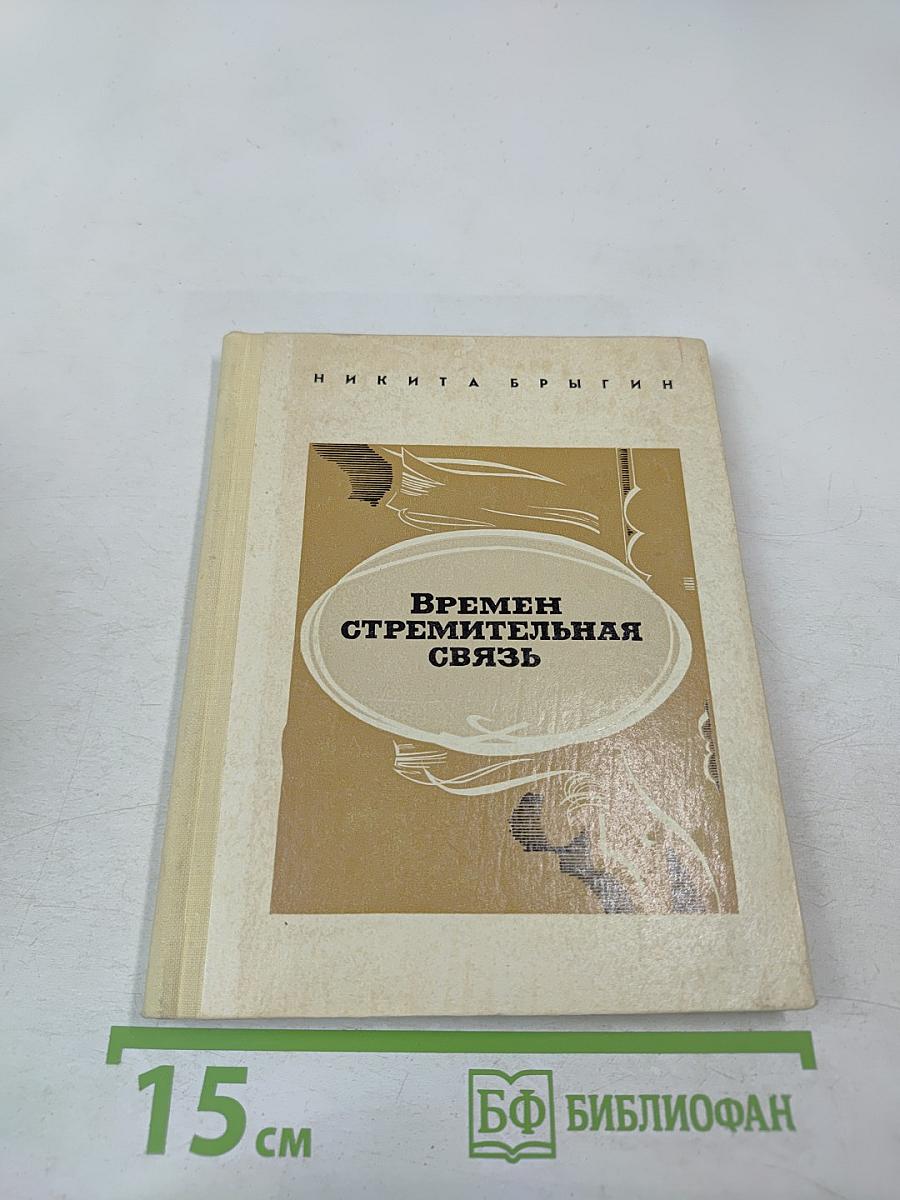 НИКИТА БРЫГИН
ВРЕМЕН
СТРЕМИТЕЛЬНАЯ
СВЯЗЬ
15 см
БФ БИБЛИОФАН